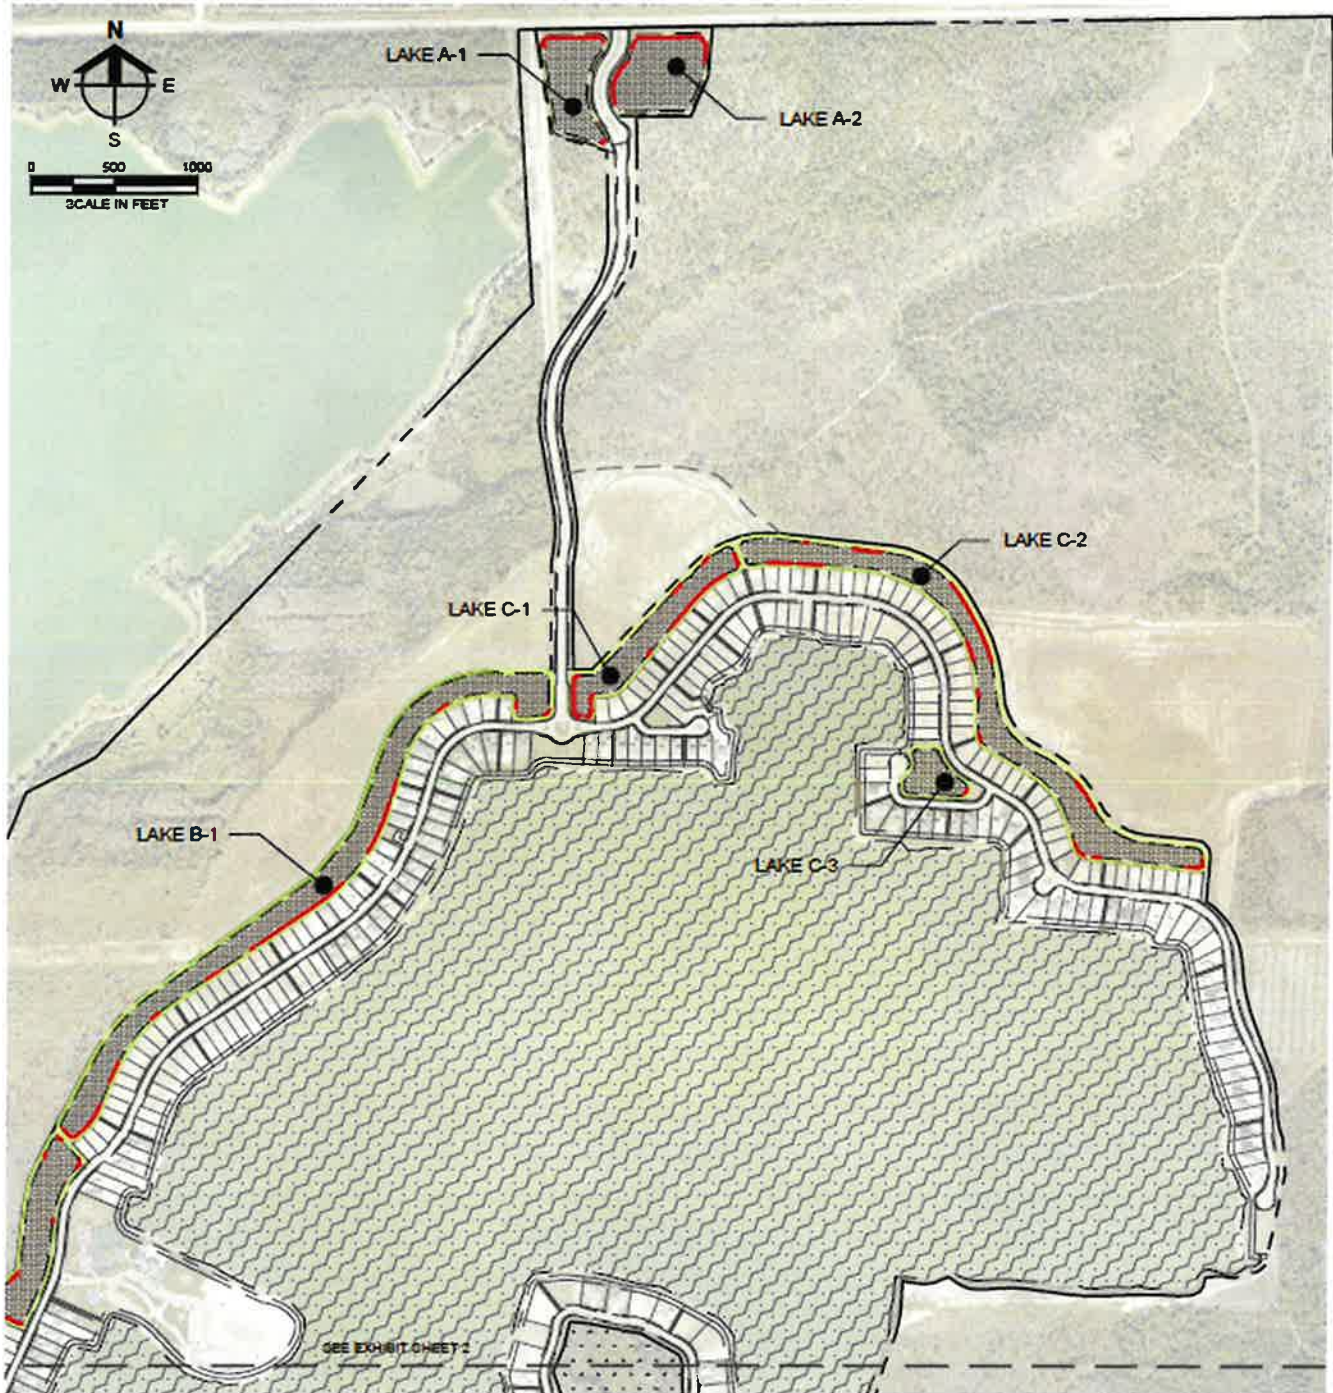 N
W E
S
0 500 1000
SCALE IN FEET
LAKE A-1
LAKE A-2
LAKE C-2
LAKE C-1
LAKE B-1
LAKE C-3
SEE EXHIBIT SHEET 2